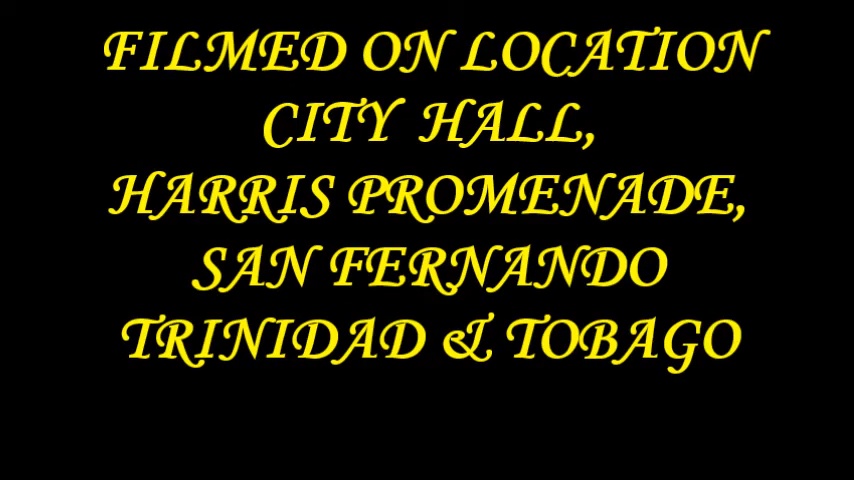 FILMED ON LOCATION
CITY HALL,
HARRIS PROMENADE,
SAN FERNANDO
TRINIDAD & TOBAGO